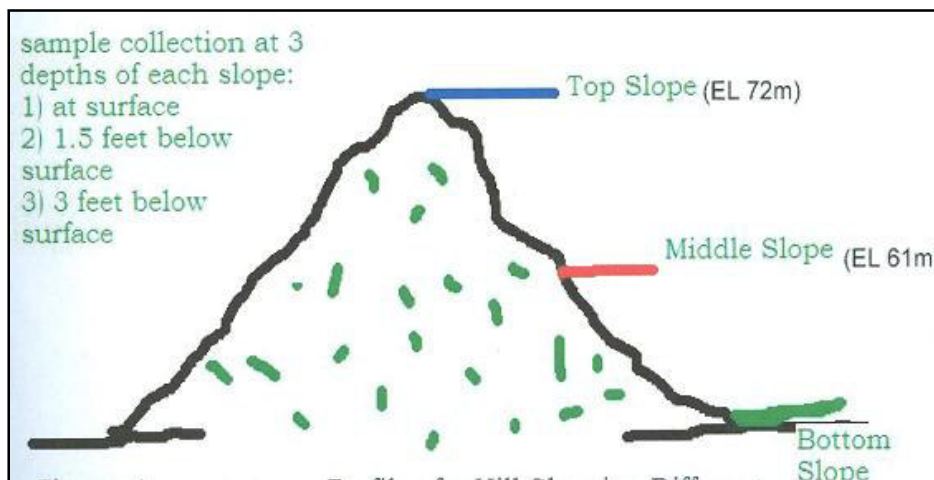 sample collection at 3
depths of each slope:
1) at surface
2) 1.5 feet below
surface
3) 3 feet below
surface
Top Slope (EL 72m)
Middle Slope (EL 61m
Bottom
Slope